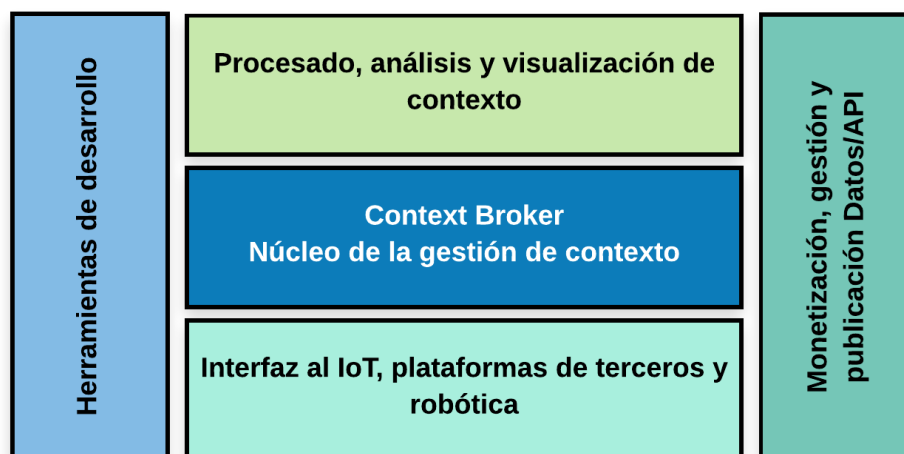 Herramientas de desarrollo
Procesado, análisis y visualización de
contexto
Context Broker
Núcleo de la gestión de contexto
Interfaz al IoT, plataformas de terceros y
robótica
Monetización, gestión y
publicación Datos/API